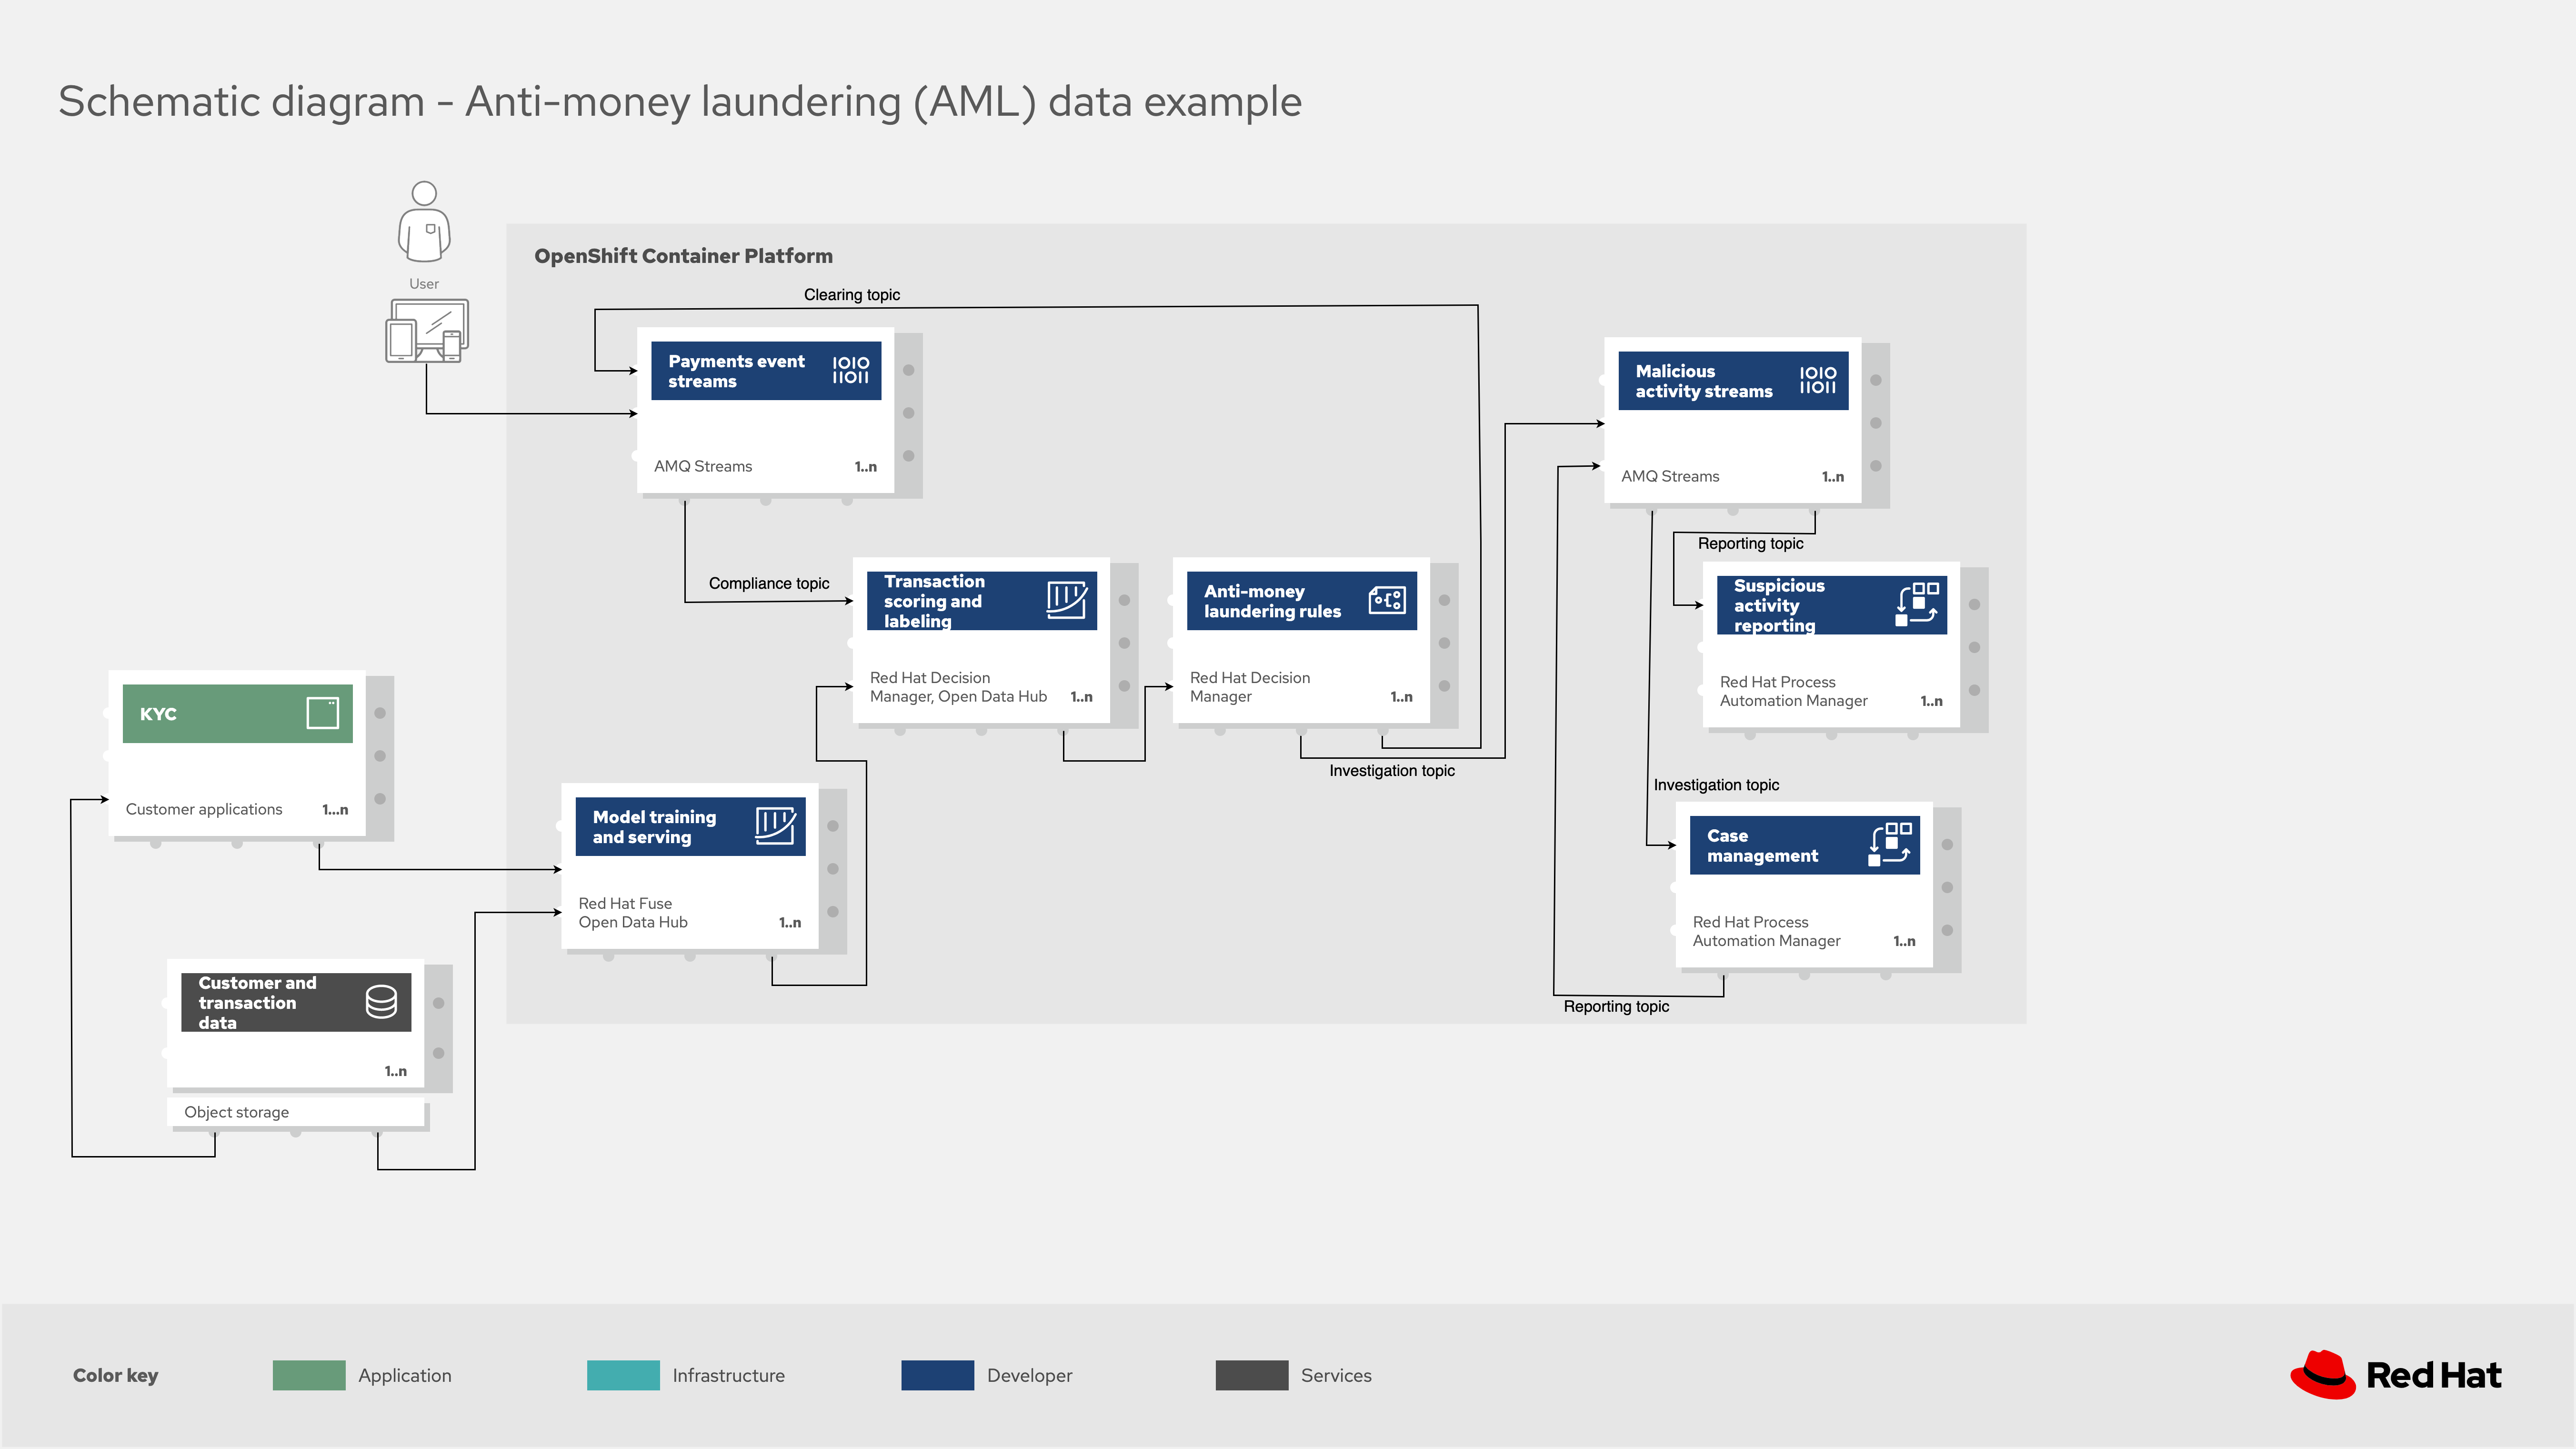 Schematic diagram - Anti-money laundering (AML) data example
User
OpenShift Container Platform
Clearing topic
Payments event
streams
1010
11011
AMQ Streams
1..n
Malicious
activity streams
1010
11011
AMQ Streams
1..n
Reporting topic
Compliance topic
Transaction
scoring and
labeling
Red Hat Decision
Manager, Open Data Hub
1..n
Anti-money
laundering rules
Red Hat Decision
Manager
1..n
Suspicious
activity
reporting
Red Hat Process
Automation Manager
1..n
Investigation topic
KYC
Customer applications
1...n
Model training
and serving
Red Hat Fuse
Open Data Hub
1..n
Investigation topic
Case
management
Red Hat Process
Automation Manager
1..n
Reporting topic
Customer and
transaction
data
1..n
Object storage
Color key
Application
Infrastructure
Developer
Services
Red Hat